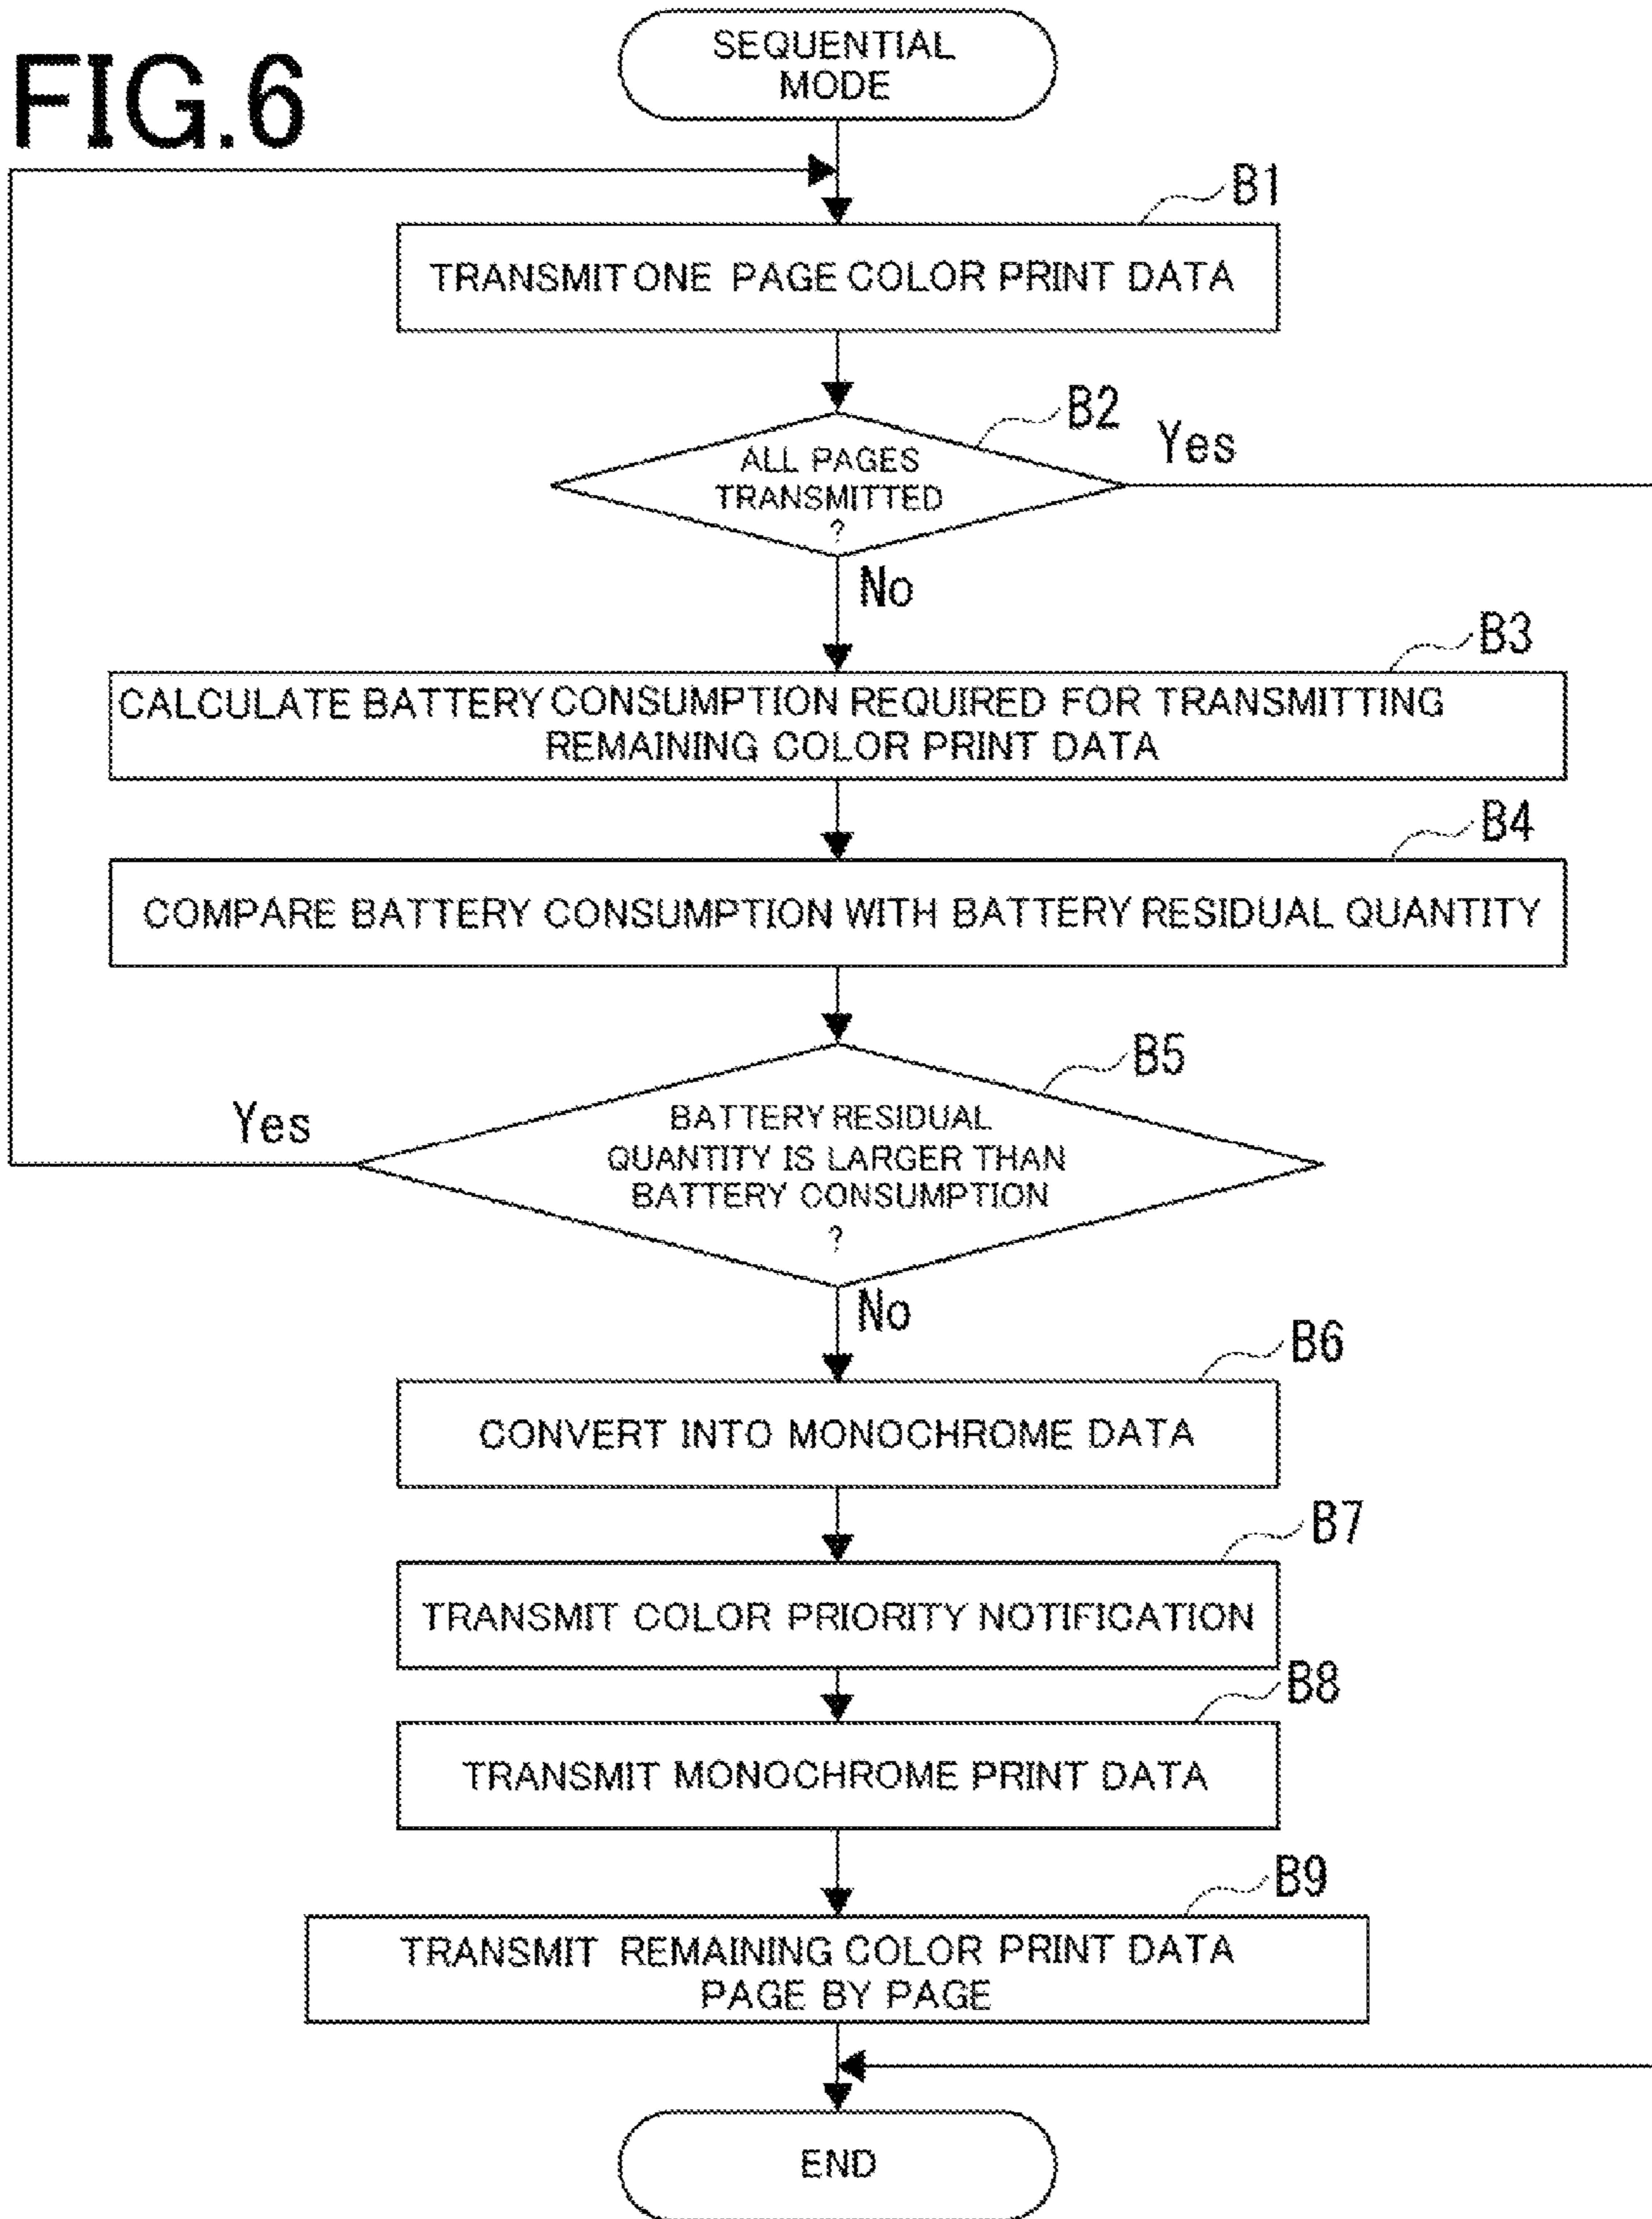 FIG.6
SEQUENTIAL
MODE
B1
TRANSMIT ONE PAGE COLOR PRINT DATA
B2
ALL PAGES
TRANSMITTED
?
Yes
No
B3
CALCULATE BATTERY CONSUMPTION REQUIRED FOR TRANSMITTING
REMAINING COLOR PRINT DATA
B4
COMPARE BATTERY CONSUMPTION WITH BATTERY RESIDUAL QUANTITY
B5
BATTERY RESIDUAL
QUANTITY IS LARGER THAN
BATTERY CONSUMPTION
?
Yes
No
B6
CONVERT INTO MONOCHROME DATA
B7
TRANSMIT COLOR PRIORITY NOTIFICATION
B8
TRANSMIT MONOCHROME PRINT DATA
B9
TRANSMIT REMAINING COLOR PRINT DATA
PAGE BY PAGE
END